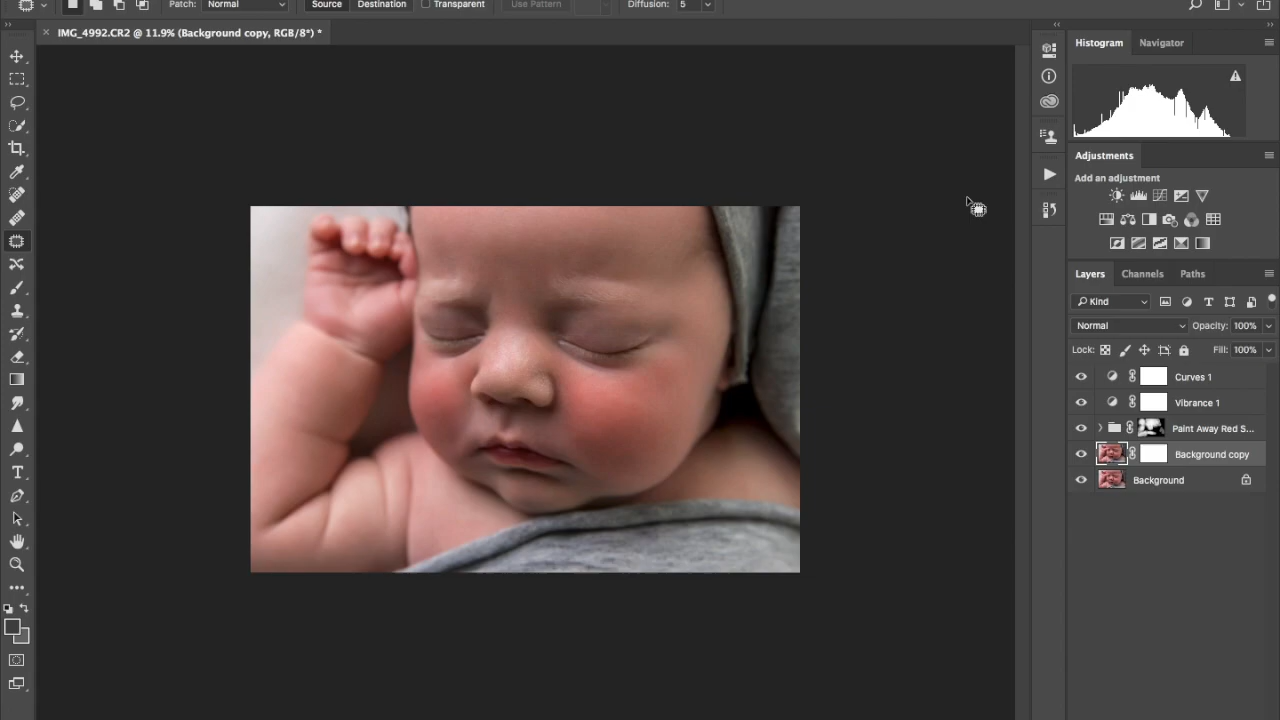 Patch: Normal Source Destination Transparent Use Pattern Diffusion: 5
× IMG_4992.CR2 @ 11.9% (Background copy, RGB/8*) *
Histogram Navigator
Adjustments
Add an adjustment
Layers Channels Paths
Kind
Normal Opacity: 100%
Lock: Fill: 100%
Curves 1
Vibrance 1
Paint Away Red S...
Background copy
Background